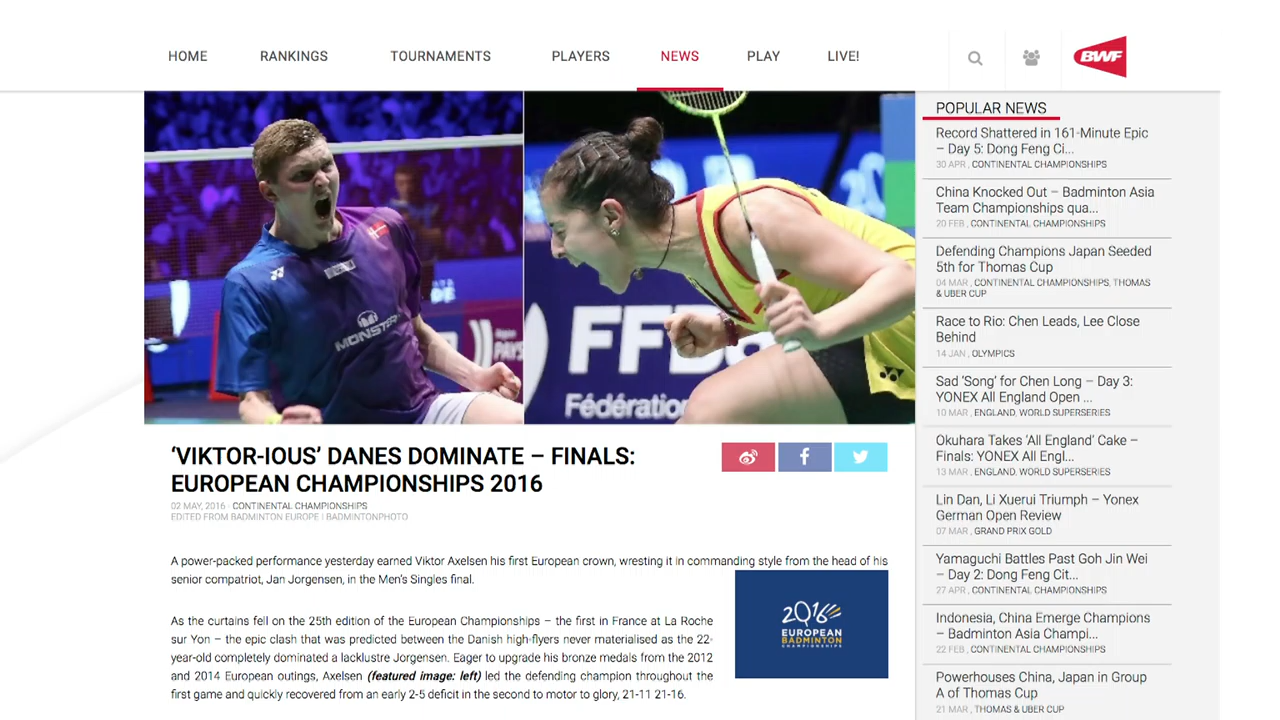 HOME RANKINGS TOURNAMENTS PLAYERS NEWS PLAY LIVE! BWF
MONSTER
FFBa
Fédération
‘VIKTOR-IOUS’ DANES DOMINATE – FINALS:
EUROPEAN CHAMPIONSHIPS 2016
02 MAY, 2016 CONTINENTAL CHAMPIONSHIPS
EDITED FROM BADMINTON EUROPE | BADMINTONPHOTO
A power-packed performance yesterday earned Viktor Axelsen his first European crown, wresting it in commanding style from the head of his
senior compatriot, Jan Jorgensen, in the Men's Singles final.
As the curtains fell on the 25th edition of the European Championships – the first in France at La Roche
sur Yon – the epic clash that was predicted between the Danish high-flyers never materialised as the 22-
year-old completely dominated a lacklustre Jorgensen. Eager to upgrade his bronze medals from the 2012
and 2014 European outings, Axelsen (featured image: left) led the defending champion throughout the
first game and quickly recovered from an early 2-5 deficit in the second to motor to glory, 21-11 21-16.
2016
EUROPEAN
BADMINTON
CHAMPIONSHIPS
POPULAR NEWS
Record Shattered in 161-Minute Epic
– Day 5: Dong Feng Ci...
30 APR , CONTINENTAL CHAMPIONSHIPS
China Knocked Out – Badminton Asia
Team Championships qua...
20 FEB , CONTINENTAL CHAMPIONSHIPS
Defending Champions Japan Seeded
5th for Thomas Cup
04 MAR , CONTINENTAL CHAMPIONSHIPS, THOMAS
& UBER CUP
Race to Rio: Chen Leads, Lee Close
Behind
14 JAN , OLYMPICS
Sad ‘Song’ for Chen Long – Day 3:
YONEX All England Open ...
10 MAR , ENGLAND, WORLD SUPERSERIES
Okuhara Takes ‘All England’ Cake –
Finals: YONEX All Engl...
13 MAR , ENGLAND, WORLD SUPERSERIES
Lin Dan, Li Xuerui Triumph – Yonex
German Open Review
07 MAR , GRAND PRIX GOLD
Yamaguchi Battles Past Goh Jin Wei
– Day 2: Dong Feng Cit...
27 APR , CONTINENTAL CHAMPIONSHIPS
Indonesia, China Emerge Champions
– Badminton Asia Champi...
22 FEB , CONTINENTAL CHAMPIONSHIPS
Powerhouses China, Japan in Group
A of Thomas Cup
21 MAR , THOMAS & UBER CUP